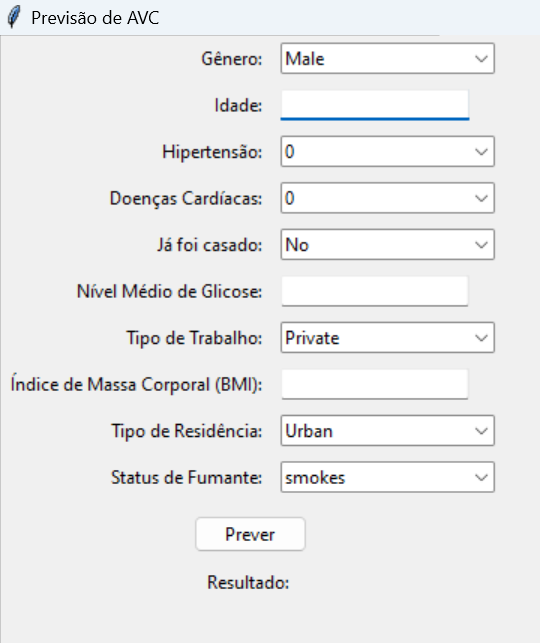 Previsão de AVC
Gênero: Male
Idade:
Hipertensão: 0
Doenças Cardíacas: 0
Já foi casado: No
Nível Médio de Glicose:
Tipo de Trabalho: Private
Índice de Massa Corporal (BMI):
Tipo de Residência: Urban
Status de Fumante: smokes
Prever
Resultado: